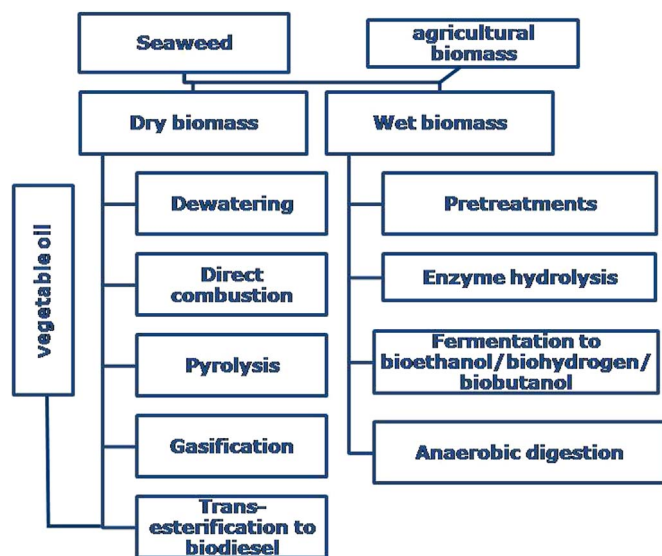 Seaweed
agricultural
biomass
Dry biomass
Wet biomass
vegetable oil
Dewatering
Direct
combustion
Pyrolysis
Gasification
Trans-
esterification to
biodiesel
Pretreatments
Enzyme hydrolysis
Fermentation to
bioethanol/biohydrogen/
biobutanol
Anaerobic digestion